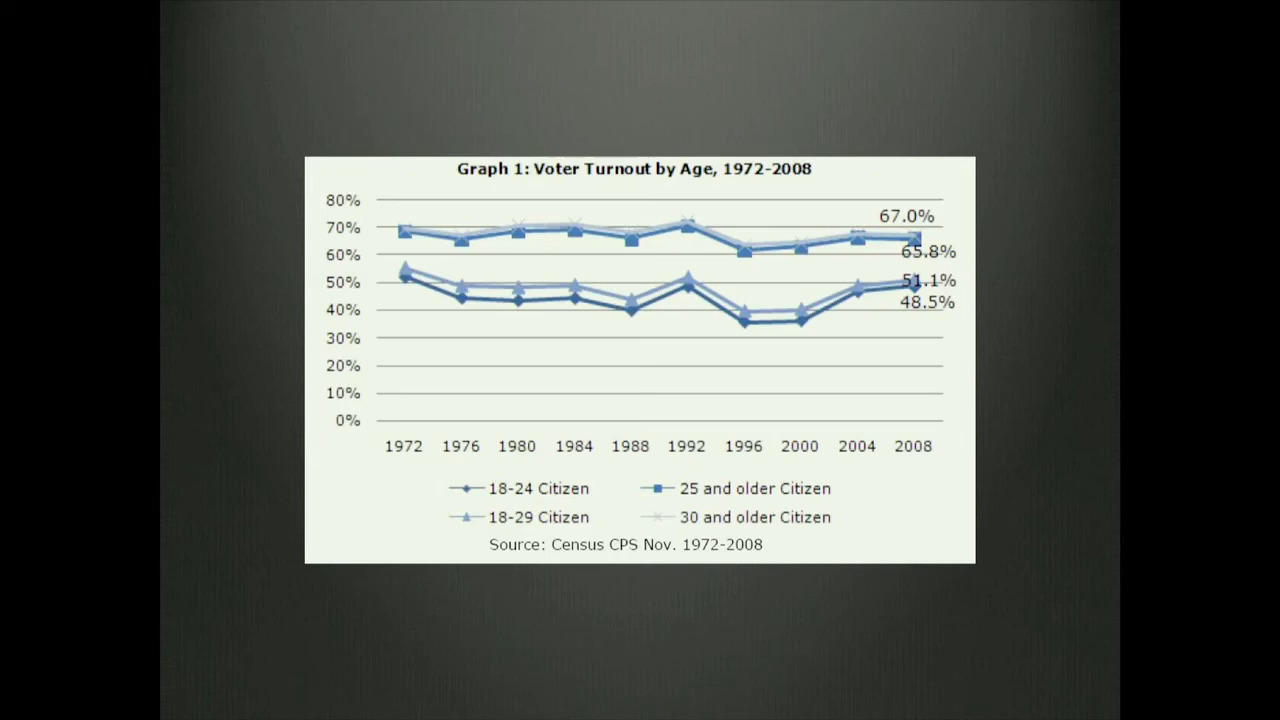 Graph 1: Voter Turnout by Age, 1972-2008
80%
70%
60%
50%
40%
30%
20%
10%
0%
67.0%
65.8%
51.1%
48.5%
1972 1976 1980 1984 1988 1992 1996 2000 2004 2008
18-24 Citizen 25 and older Citizen
18-29 Citizen 30 and older Citizen
Source: Census CPS Nov. 1972-2008